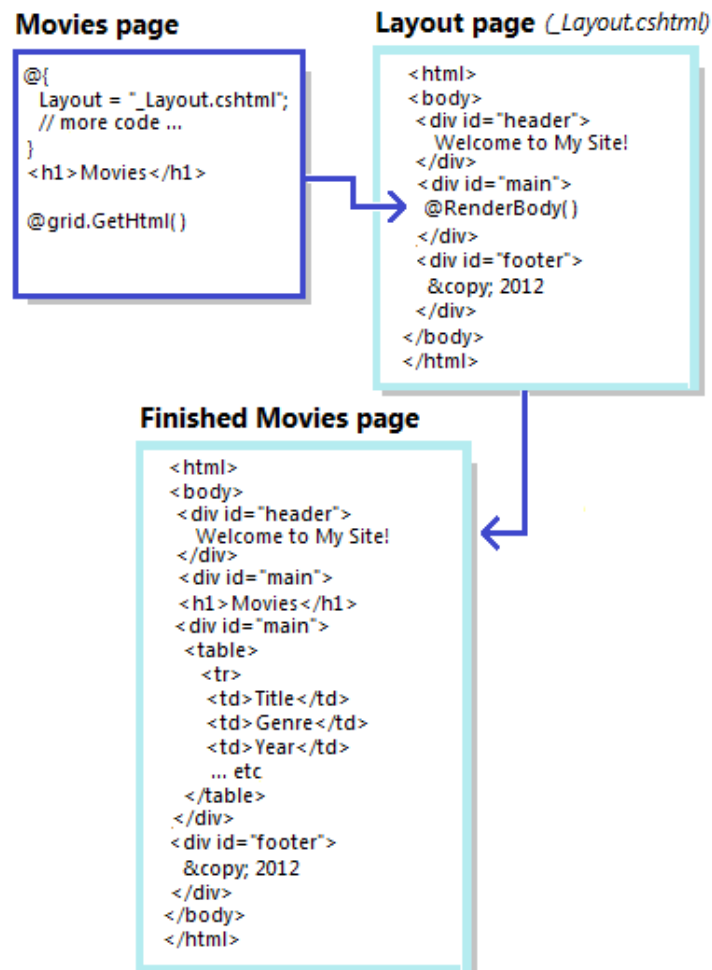 Movies page
@{
Layout = "_Layout.cshtml";
// more code ...
}
<h1>Movies</h1>
@grid.GetHtml()
Layout page (_Layout.cshtml)
<html>
<body>
<div id="header">
Welcome to My Site!
</div>
<div id="main">
@RenderBody()
</div>
<div id="footer">
&copy; 2012
</div>
</body>
</html>
Finished Movies page
<html>
<body>
<div id="header">
Welcome to My Site!
</div>
<div id="main">
<h1>Movies</h1>
<div id="main">
<table>
<tr>
<td>Title</td>
<td>Genre</td>
<td>Year</td>
... etc
</table>
</div>
<div id="footer">
&copy; 2012
</div>
</body>
</html>